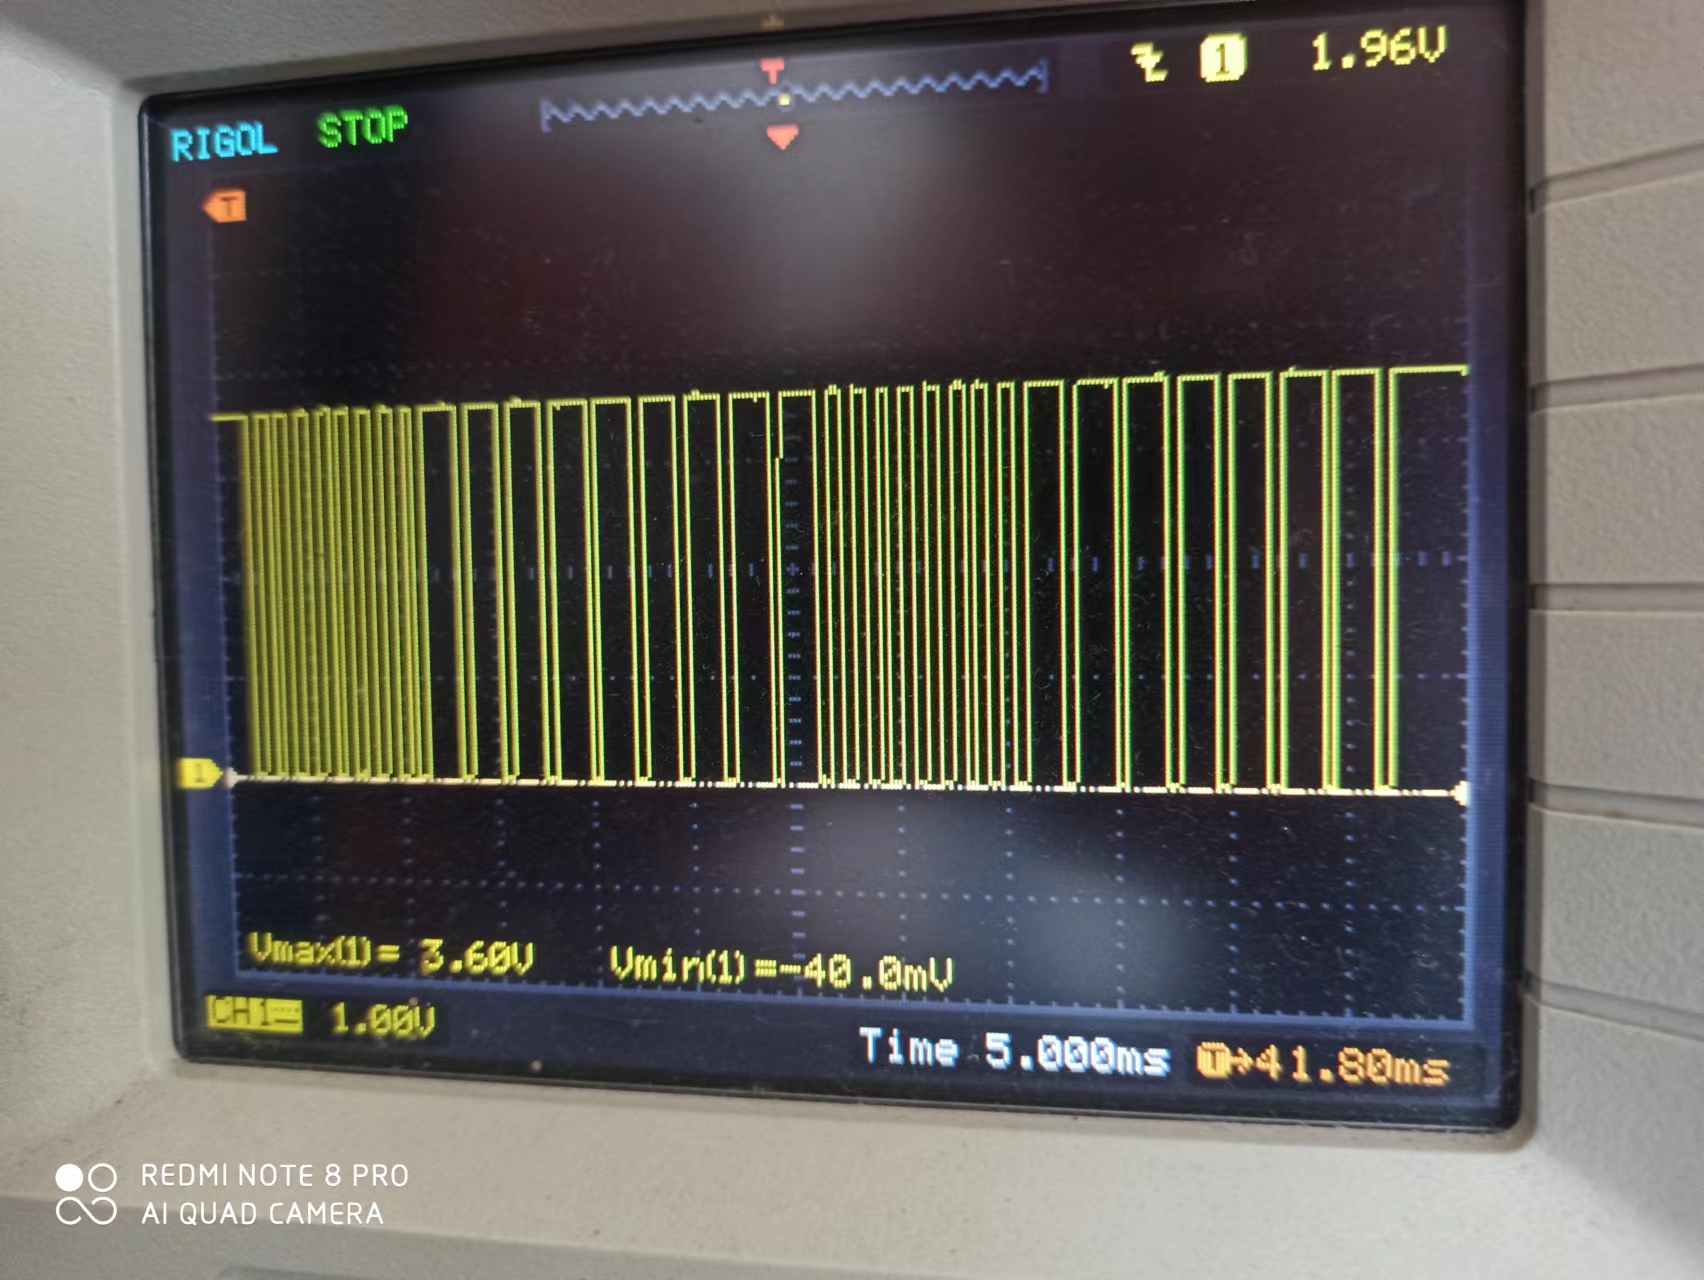 T
1 1.96V
RIGOL STOP
T
1
Vmax(1)= 3.60V Vmin(1)=-40.0mV
CH1 1.00V Time 5.000ms T→41.80ms
REDMI NOTE 8 PRO
AI QUAD CAMERA